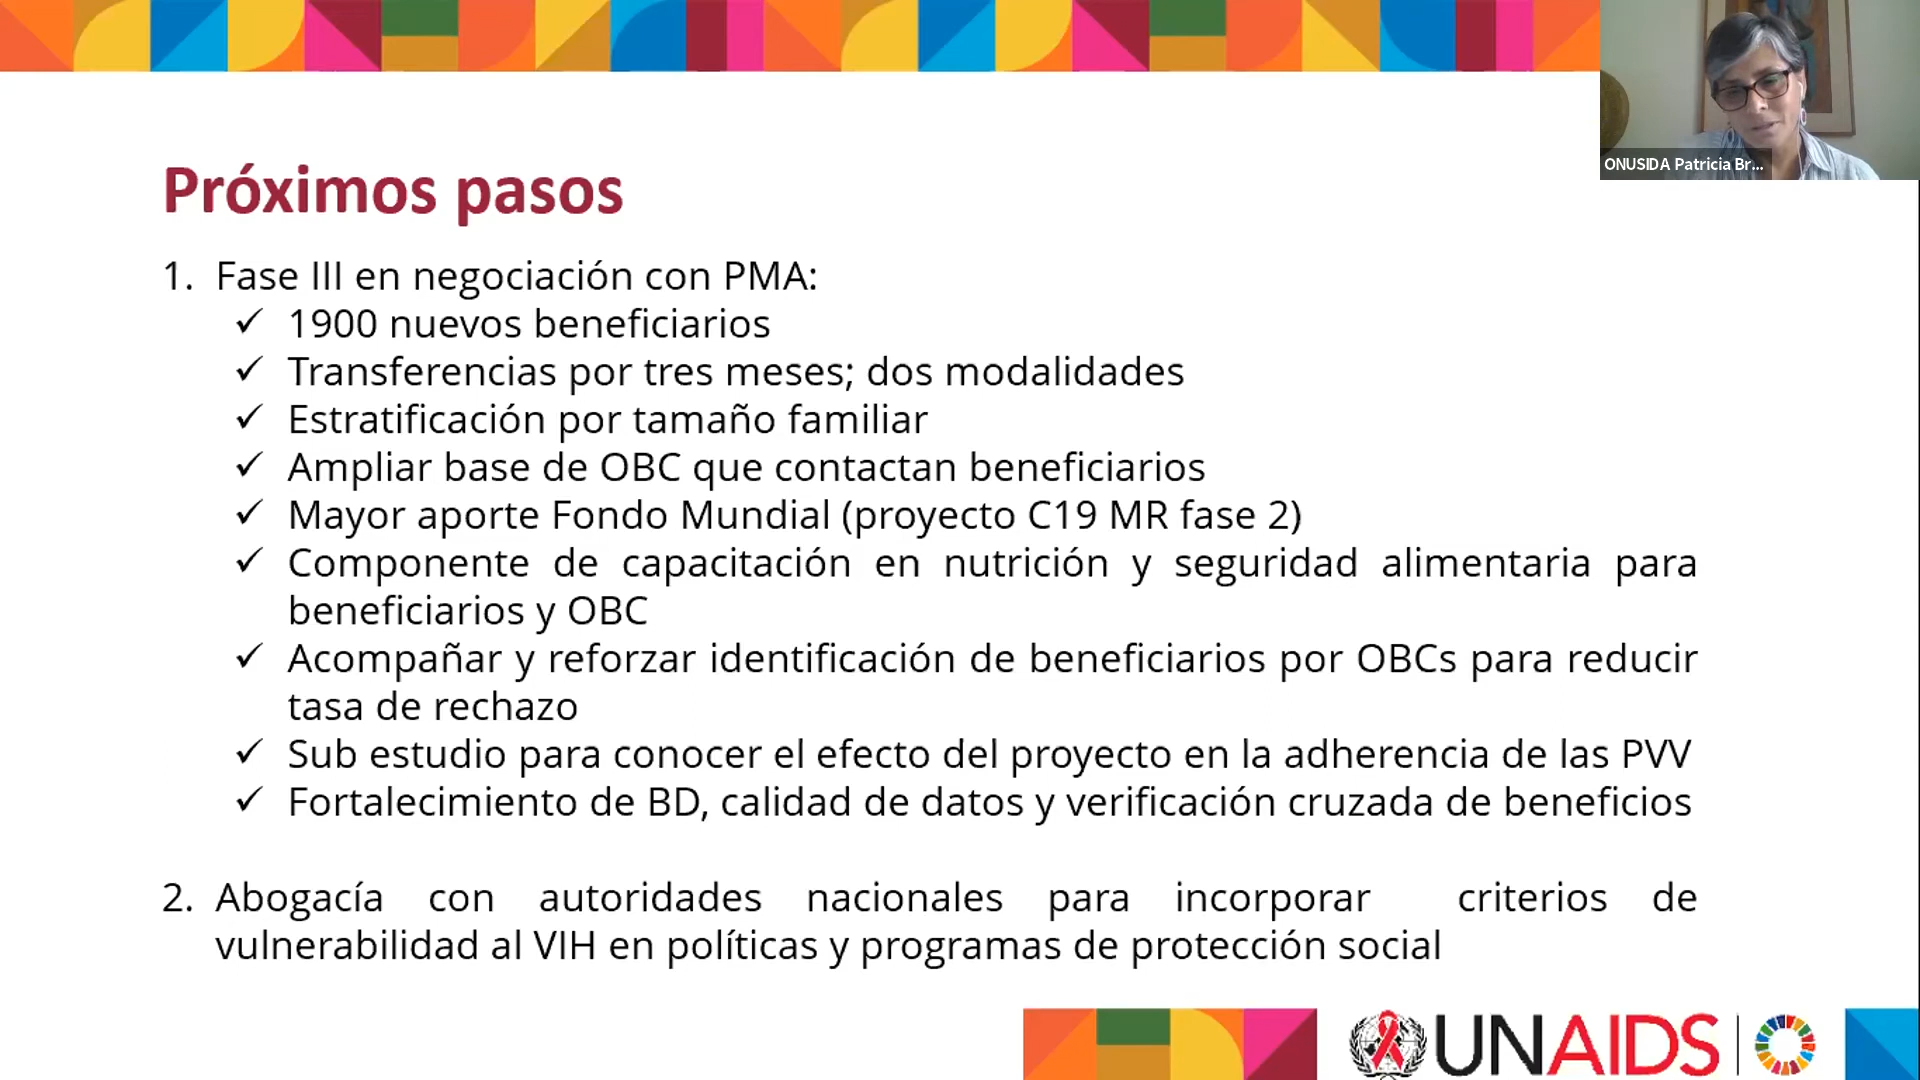 ONUSIDA Patricia Br...
Próximos pasos
1. Fase III en negociación con PMA:
✓ 1900 nuevos beneficiarios
✓ Transferencias por tres meses; dos modalidades
✓ Estratificación por tamaño familiar
✓ Ampliar base de OBC que contactan beneficiarios
✓ Mayor aporte Fondo Mundial (proyecto C19 MR fase 2)
✓ Componente de capacitación en nutrición y seguridad alimentaria para
beneficiarios y OBC
✓ Acompañar y reforzar identificación de beneficiarios por OBCs para reducir
tasa de rechazo
✓ Sub estudio para conocer el efecto del proyecto en la adherencia de las PVV
✓ Fortalecimiento de BD, calidad de datos y verificación cruzada de beneficios
2. Abogacía con autoridades nacionales para incorporar criterios de
vulnerabilidad al VIH en políticas y programas de protección social
UNAIDS